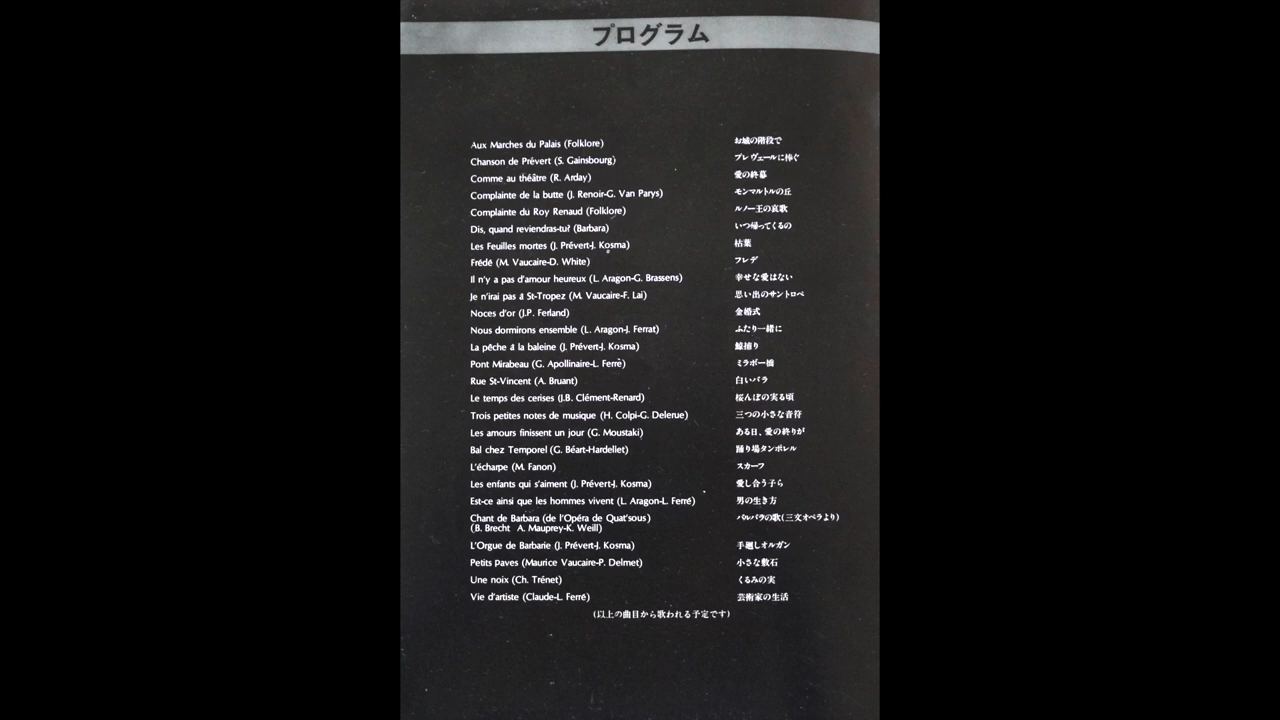 プログラム
Aux Marches du Palais (Folklore) お城の階段で
Chanson de Prévert (S. Gainsbourg) プレヴェールに捧ぐ
Comme au théâtre (R. Arday) 愛の終幕
Complainte de la butte (J. Renoir-G. Van Parys) モンマルトルの丘
Complainte du Roy Renaud (Folklore) ルノー王の哀歌
Dis, quand reviendras-tu? (Barbara) いつ帰ってくるの
Les Feuilles mortes (J. Prévert-J. Kosma) 枯葉
Frédé (M. Vaucaire-D. White) フレデ
Il n'y a pas d'amour heureux (L. Aragon-G. Brassens) 幸せな愛はない
Je n'irai pas à St-Tropez (M. Vaucaire-F. Lai) 思い出のサントロペ
Noces d'or (J.P. Ferland) 金婚式
Nous dormirons ensemble (L. Aragon-J. Ferrat) ふたり一緒に
La pêche à la baleine (J. Prévert-J. Kosma) 鯨捕り
Pont Mirabeau (G. Apollinaire-L. Ferrè) ミラボー橋
Rue St-Vincent (A. Bruant) 白いバラ
Le temps des cerises (J.B. Clément-Renard) 桜んぼの実る頃
Trois petites notes de musique (H. Colpi-G. Delerue) 三つの小さな音符
Les amours finissent un jour (G. Moustaki) ある日、愛の終りが
Bal chez Temporel (G. Béart-Hardellet) 踊り場タンポレル
L'écharpe (M. Fanon) スカーフ
Les enfants qui s'aiment (J. Prévert-J. Kosma) 愛し合う子ら
Est-ce ainsi que les hommes vivent (L. Aragon-L. Ferré) 男の生き方
Chant de Barbara (de l'Opéra de Quat'sous) バルバラの歌(三文オペラより)
(B. Brecht A. Mauprey-K. Weill)
L'Orgue de Barbarie (J. Prévert-J. Kosma) 手廻しオルガン
Petits paves (Maurice Vaucaire-P. Delmet) 小さな敷石
Une noix (Ch. Trénet) くるみの実
Vie d'artiste (Claude-L. Ferré) 芸術家の生活
(以上の曲目から歌われる予定です)